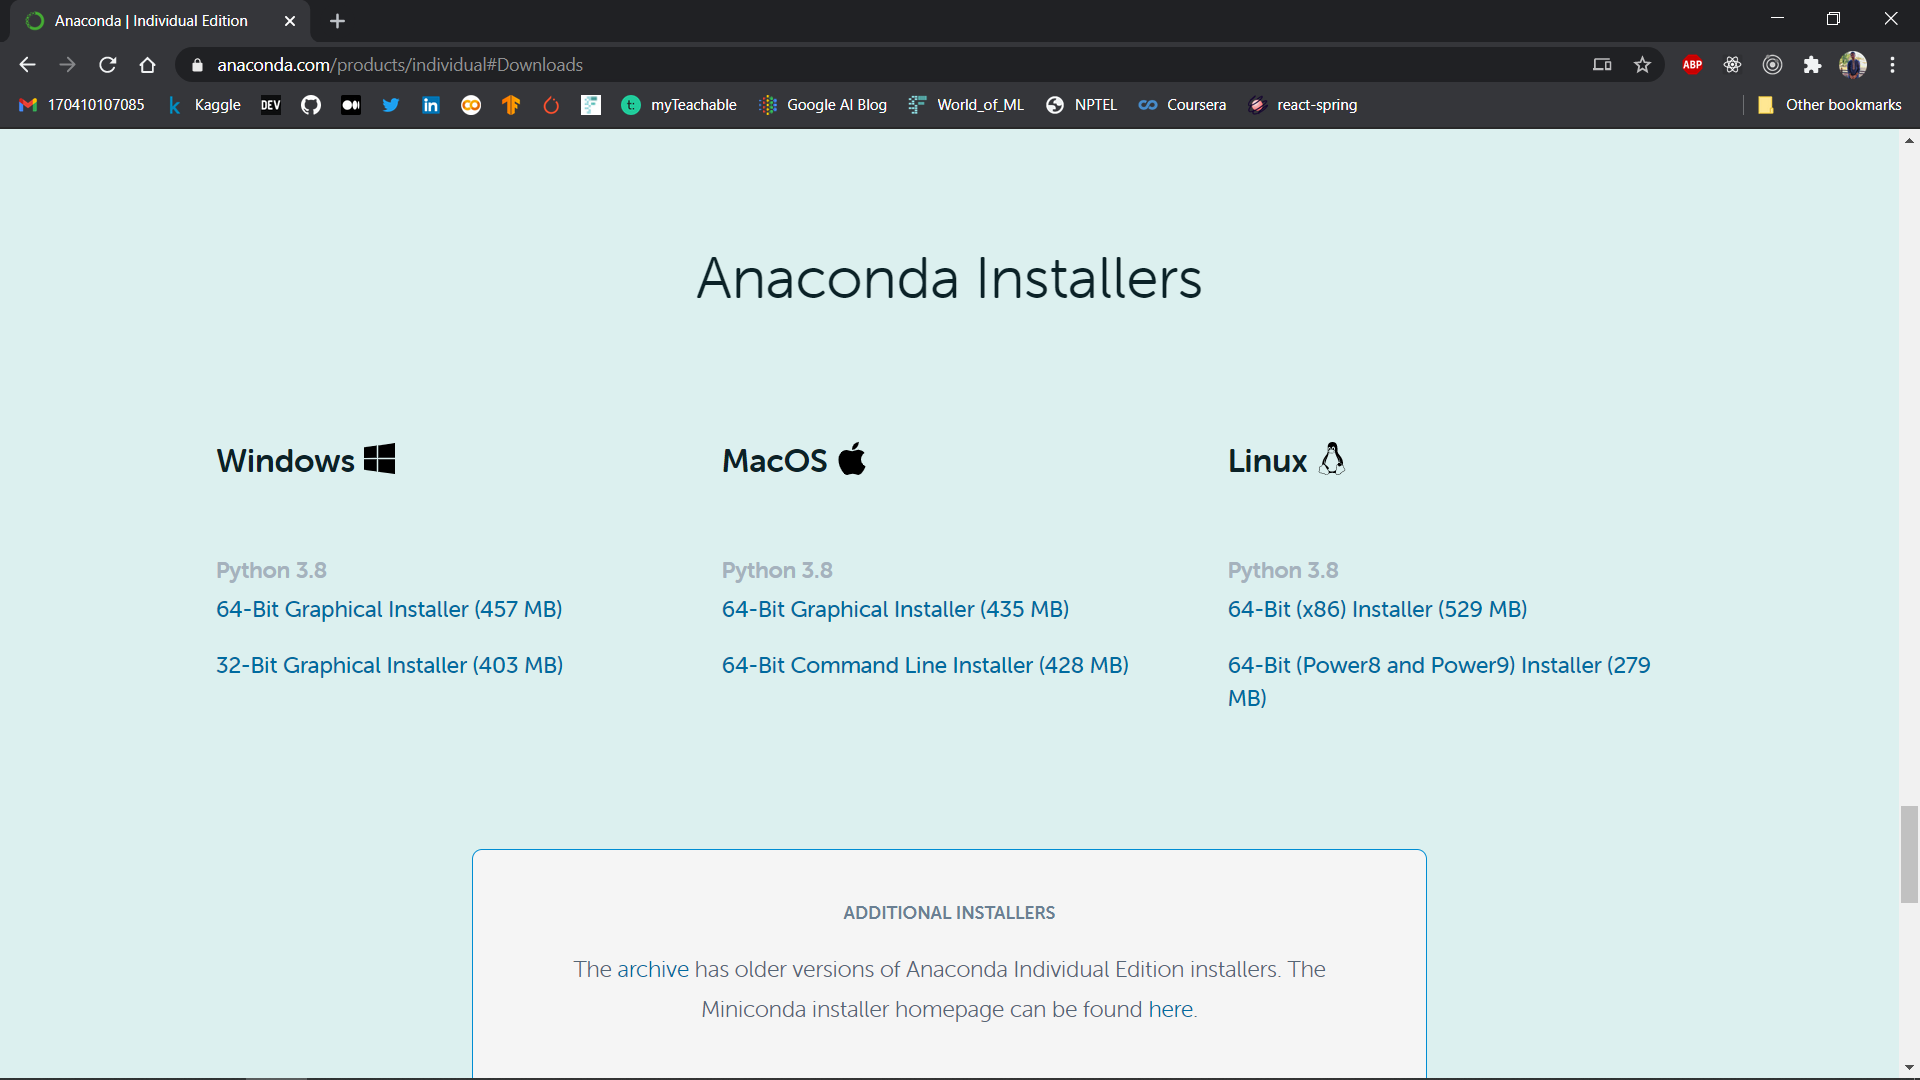 Anaconda | Individual Edition
anaconda.com/products/individual#Downloads
ABP
170410107085 Kaggle DEV myTeachable Google AI Blog World_of_ML NPTEL Coursera react-spring Other bookmarks
Anaconda Installers
Windows
MacOS
Linux
Python 3.8
64-Bit Graphical Installer (457 MB)
32-Bit Graphical Installer (403 MB)
Python 3.8
64-Bit Graphical Installer (435 MB)
64-Bit Command Line Installer (428 MB)
Python 3.8
64-Bit (x86) Installer (529 MB)
64-Bit (Power8 and Power9) Installer (279
MB)
ADDITIONAL INSTALLERS
The archive has older versions of Anaconda Individual Edition installers. The
Miniconda installer homepage can be found here.